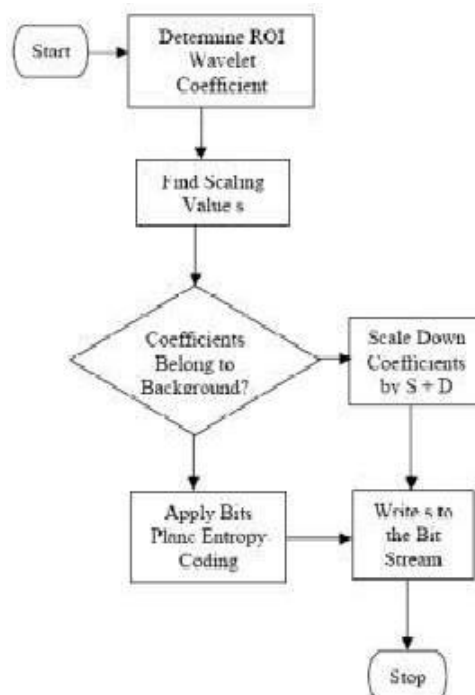 Start
Determine ROI
Wavelet
Coefficient
Find Scaling
Value s
Coefficients
Belong to
Background?
Scale Down
Coefficients
by S + D
Apply Bits
Plane Entropy
Coding
Write s to
the Bit
Stream
Stop